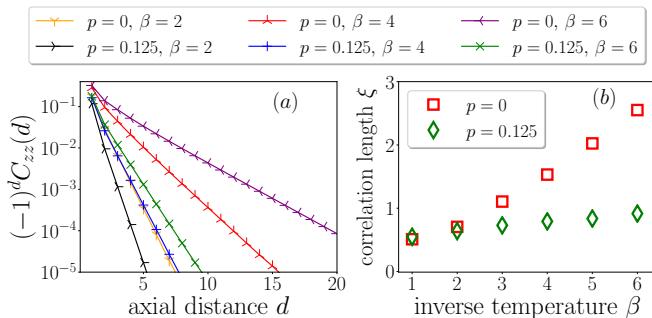 p = 0, β = 2
p = 0, β = 4
p = 0, β = 6
p = 0.125, β = 2
p = 0.125, β = 4
p = 0.125, β = 6
(a)
(−1)^d C_zz(d)
10^−1
10^−2
10^−3
10^−4
10^−5
5 10 15 20
axial distance d
(b)
p = 0
p = 0.125
correlation length ξ
3
2
1
0
1 2 3 4 5 6
inverse temperature β